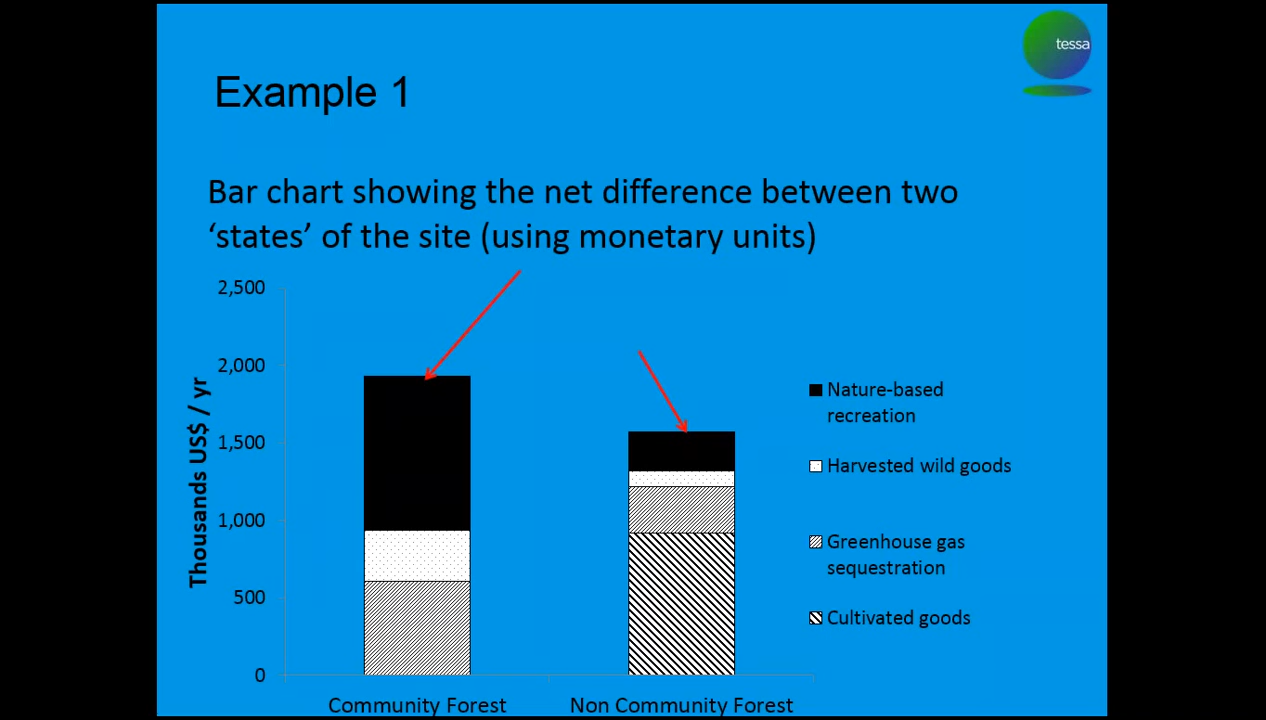 tessa
Example 1
Bar chart showing the net difference between two
‘states’ of the site (using monetary units)
2,500
2,000
1,500
1,000
500
0
Thousands US$ / yr
Community Forest
Non Community Forest
Nature-based
recreation
Harvested wild goods
Greenhouse gas
sequestration
Cultivated goods